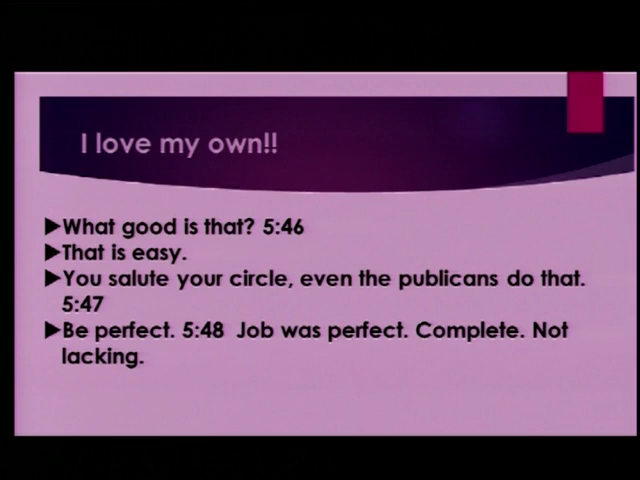 I love my own!!
▶What good is that? 5:46
▶That is easy.
▶You salute your circle, even the publicans do that.
5:47
▶Be perfect. 5:48  Job was perfect. Complete. Not
lacking.